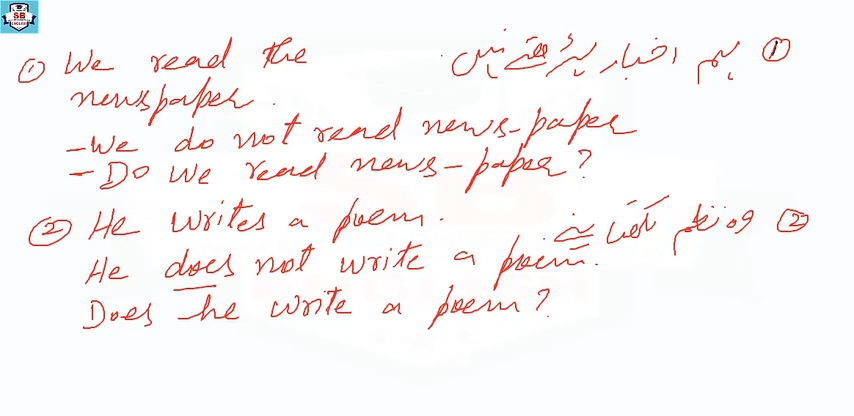 SB
① We read the
newspaper.
ہم اخبار پڑھتے ہیں ①
- We do not read news-paper
- Do we read news-paper?
② He writes a poem.
وہ نظم لکھتا ہے ②
He does not write a poem.
Does he write a poem?